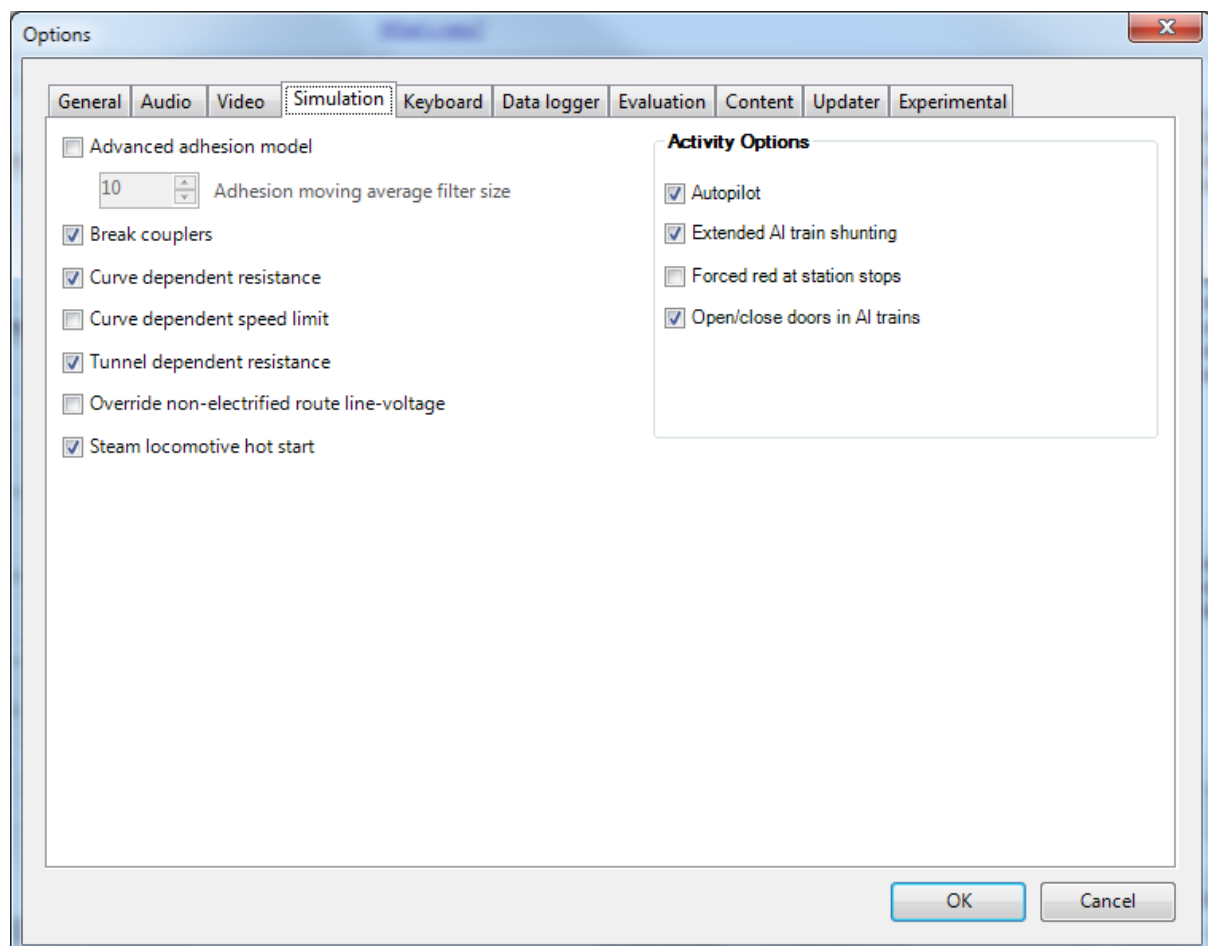 Options
General Audio Video Simulation Keyboard Data logger Evaluation Content Updater Experimental
Advanced adhesion model
10 Adhesion moving average filter size
Break couplers
Curve dependent resistance
Curve dependent speed limit
Tunnel dependent resistance
Override non-electrified route line-voltage
Steam locomotive hot start
Activity Options
Autopilot
Extended AI train shunting
Forced red at station stops
Open/close doors in AI trains
OK Cancel